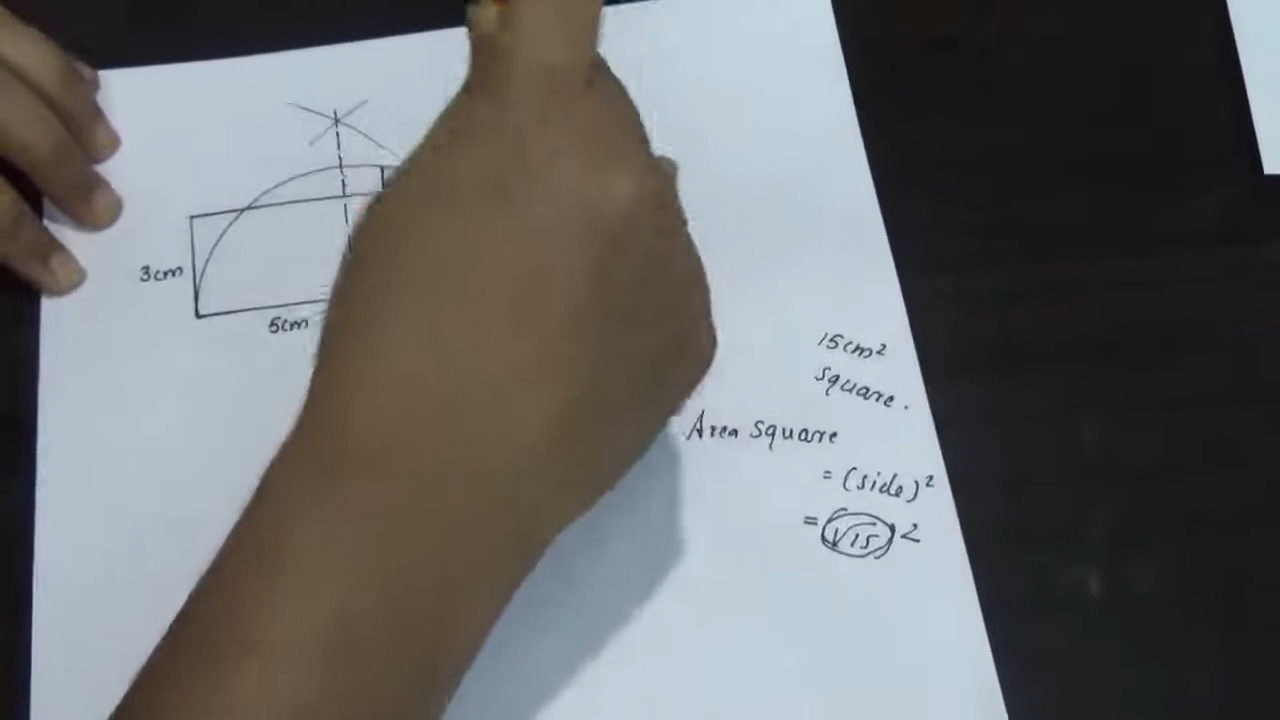 3cm
5cm
15cm²
square.
Area square
= (side)²
= (√15)²